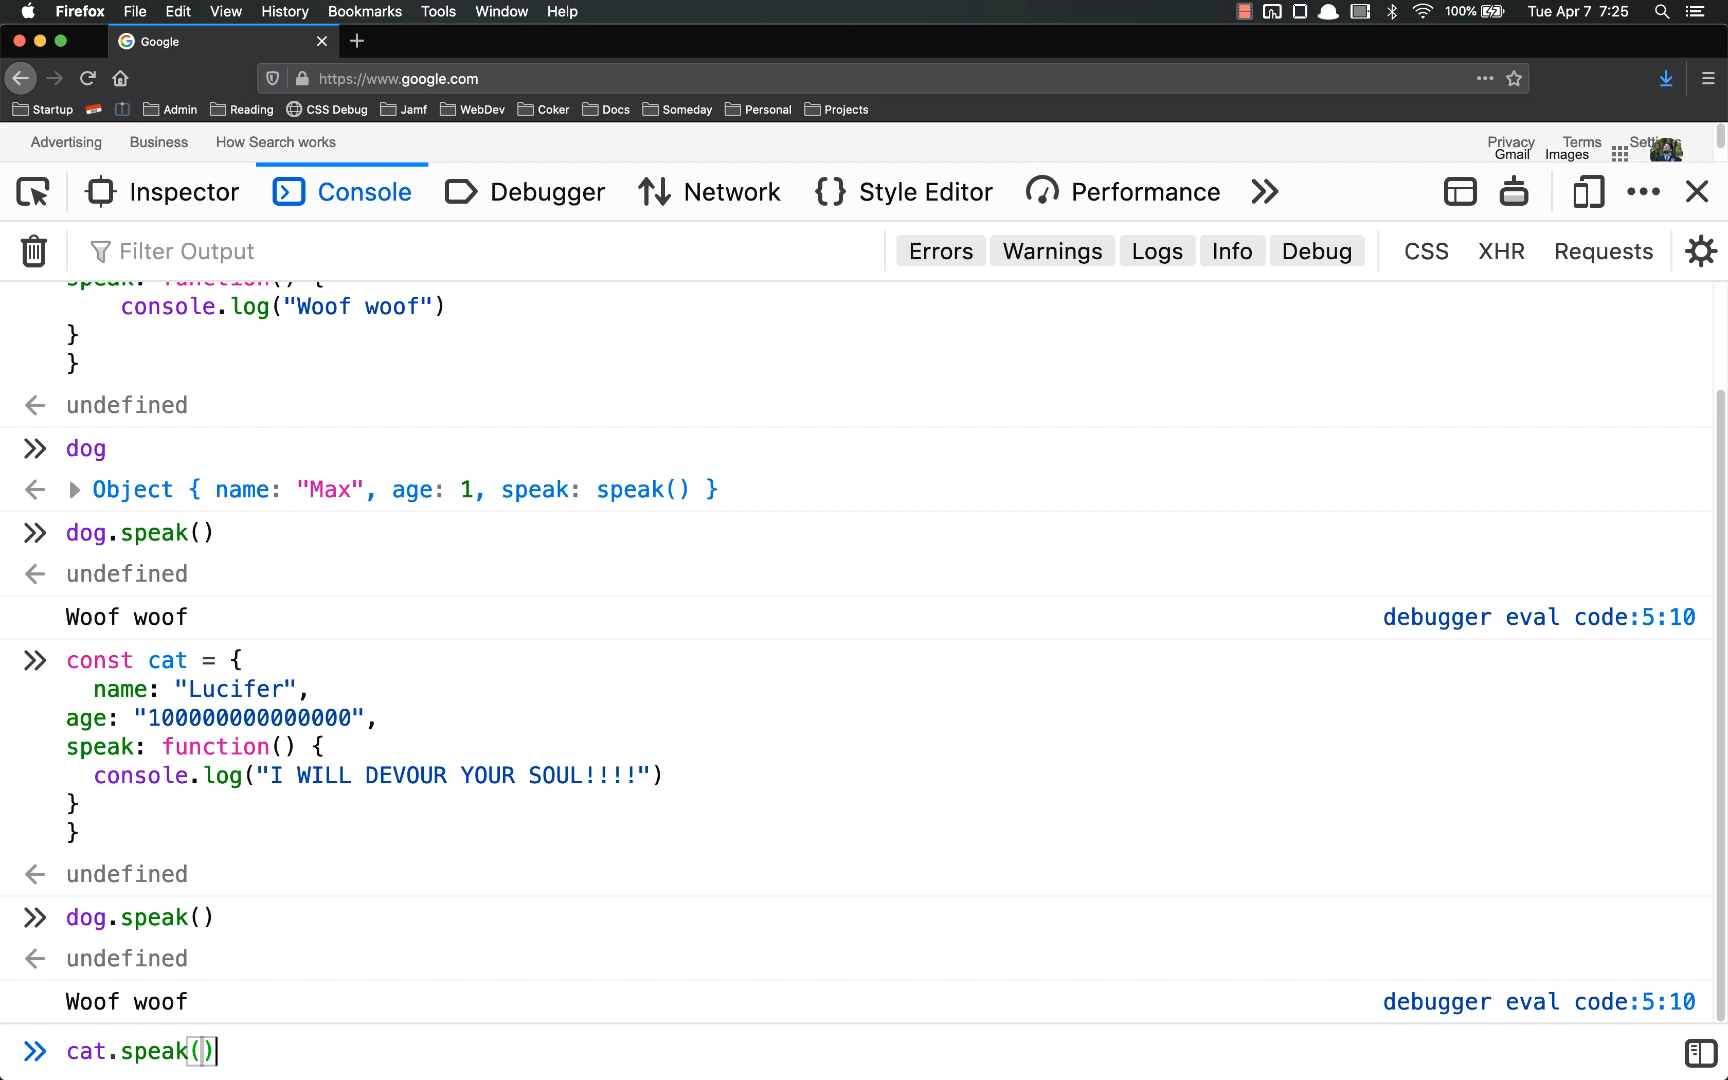 Firefox File Edit View History Bookmarks Tools Window Help 100% Tue Apr 7 7:25
Google
https://www.google.com
Startup Admin Reading CSS Debug Jamf WebDev Coker Docs Someday Personal Projects
Advertising Business How Search works Privacy Terms
Gmail Images
Inspector Console Debugger Network Style Editor Performance
Filter Output Errors Warnings Logs Info Debug CSS XHR Requests
speak: function() {
console.log("Woof woof")
}
}
undefined
dog
Object { name: "Max", age: 1, speak: speak() }
dog.speak()
undefined
Woof woof debugger eval code:5:10
const cat = {
name: "Lucifer",
age: "100000000000000",
speak: function() {
console.log("I WILL DEVOUR YOUR SOUL!!!!")
}
}
undefined
dog.speak()
undefined
Woof woof debugger eval code:5:10
cat.speak()